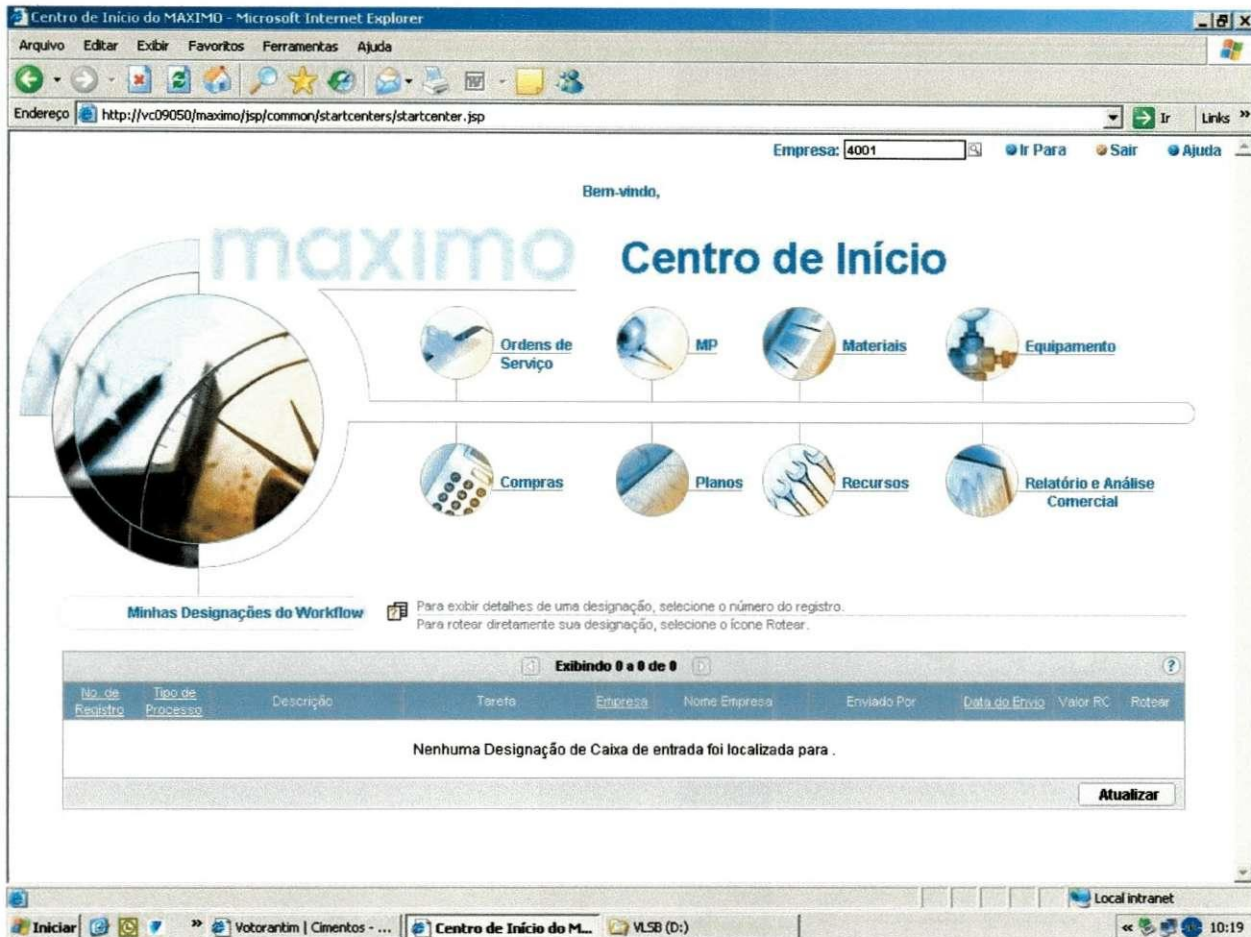 Centro de Início do MAXIMO - Microsoft Internet Explorer
Arquivo Editar Exibir Favoritos Ferramentas Ajuda
Endereço http://vc09050/maximo/jsp/common/startcenters/startcenter.jsp Ir Links »
Empresa: 4001 Ir Para Sair Ajuda
Bem-vindo,
maximo Centro de Início
Ordens de Serviço
MP
Materiais
Equipamento
Compras
Planos
Recursos
Relatório e Análise Comercial
Minhas Designações do Workflow
Para exibir detalhes de uma designação, selecione o número do registro.
Para rotear diretamente sua designação, selecione o ícone Rotear.
Exibindo 0 a 0 de 0
No. de Registro Tipo de Processo Descrição Tarefa Empresa Nome Empresa Enviado Por Data do Envio Valor RC Rotear
Nenhuma Designação de Caixa de entrada foi localizada para .
Atualizar
Local intranet
Iniciar » Votorantim | Cimentos - ... Centro de Início do M... VLSB (D:) « 10:19